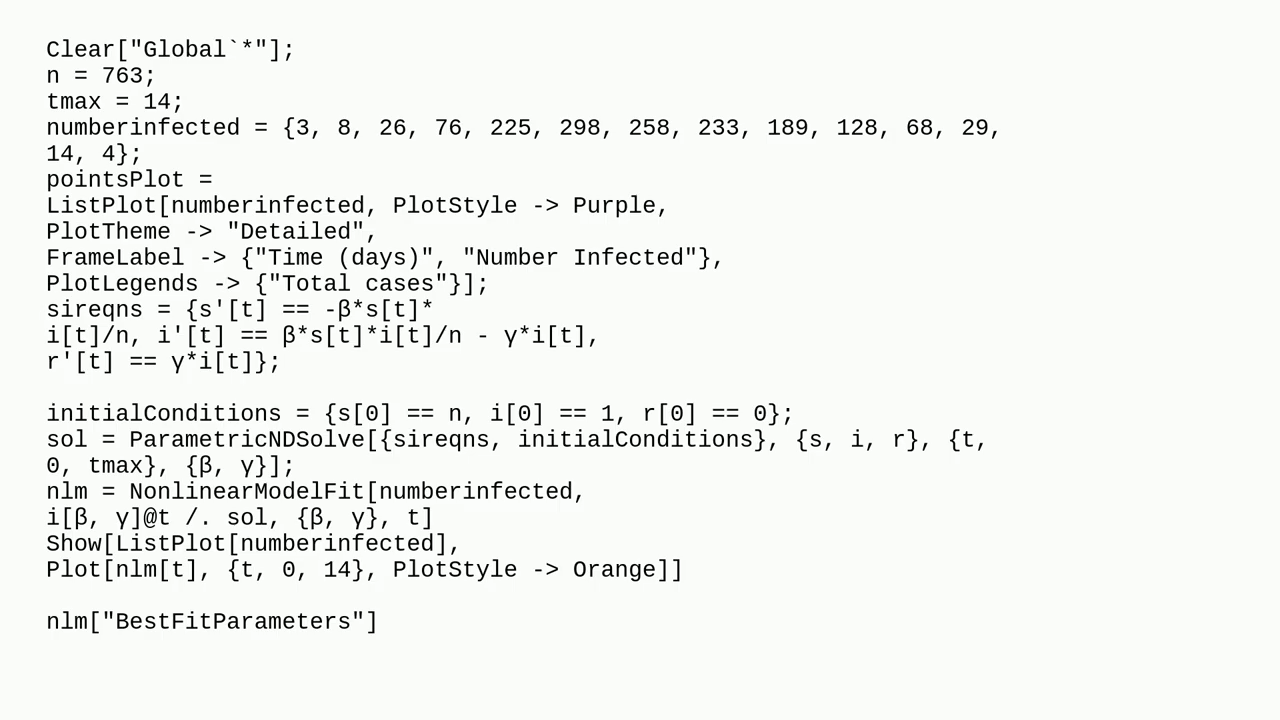 Clear["Global`*"];
n = 763;
tmax = 14;
numberinfected = {3, 8, 26, 76, 225, 298, 258, 233, 189, 128, 68, 29,
14, 4};
pointsPlot =
ListPlot[numberinfected, PlotStyle -> Purple,
PlotTheme -> "Detailed",
FrameLabel -> {"Time (days)", "Number Infected"},
PlotLegends -> {"Total cases"}];
sireqns = {s'[t] == -β*s[t]*
i[t]/n, i'[t] == β*s[t]*i[t]/n - γ*i[t],
r'[t] == γ*i[t]};
initialConditions = {s[0] == n, i[0] == 1, r[0] == 0};
sol = ParametricNDSolve[{sireqns, initialConditions}, {s, i, r}, {t,
0, tmax}, {β, γ}];
nlm = NonlinearModelFit[numberinfected,
i[β, γ]@t /. sol, {β, γ}, t]
Show[ListPlot[numberinfected],
Plot[nlm[t], {t, 0, 14}, PlotStyle -> Orange]]
nlm["BestFitParameters"]